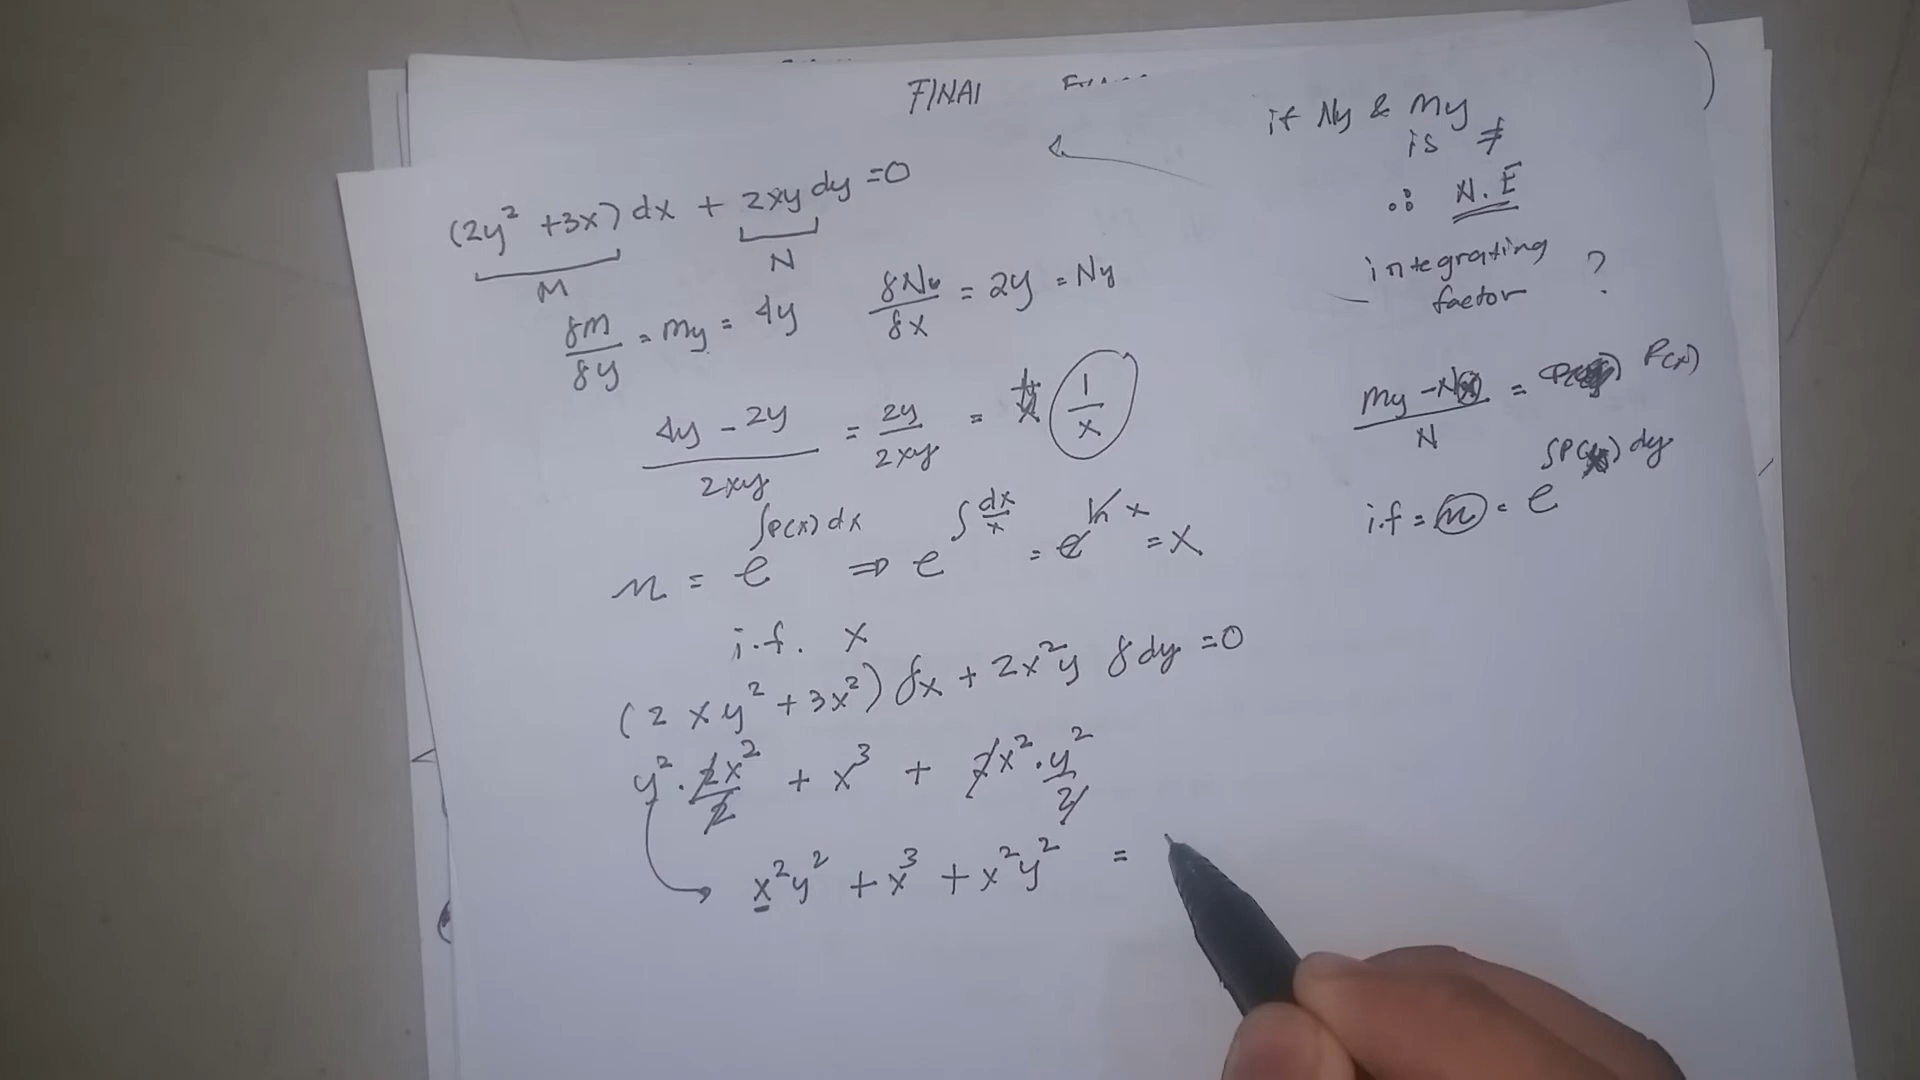 FINAL
(2y² +3x) dx + 2xy dy =0
M
N
δM/δy = My = 4y
δN/δx = 2y = Ny
(4y - 2y)/2xy = 2y/2xy = 1/x
M = e^∫P(x)dx ⇒ e^∫dx/x = e^ln x = x
i.f. x
(2xy² + 3x²) δx + 2x²y δdy =0
y² · 2x²/2 + x³ + 2x² · y²/2
x²y² + x³ + x²y² =
if Ny & My
is ≠
∴ N.E
integrating
factor ?
(My - Nx)/N = P(x)
i.f = M = e^∫P( ) dy